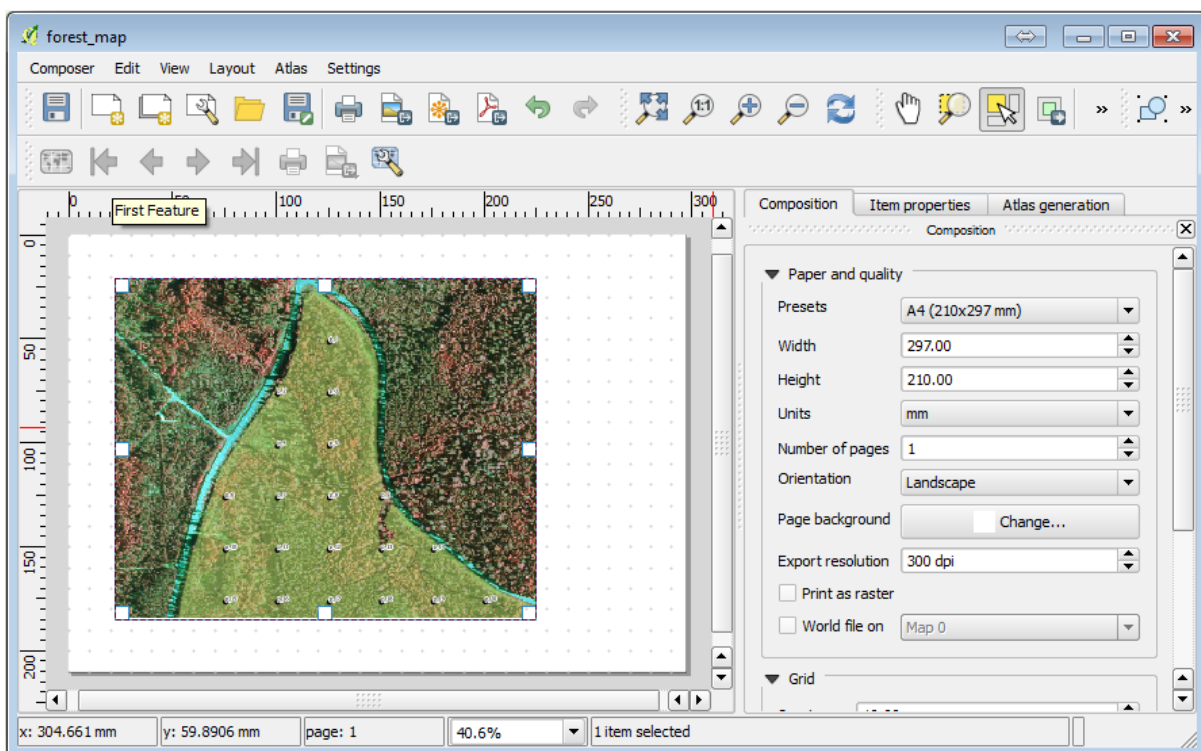 forest_map
Composer Edit View Layout Atlas Settings
1:1
» »
0 50 100 150 200 250 300
First Feature
0
50
100
150
200
Composition Item properties Atlas generation
Composition
Paper and quality
Presets A4 (210x297 mm)
Width 297.00
Height 210.00
Units mm
Number of pages 1
Orientation Landscape
Page background Change...
Export resolution 300 dpi
Print as raster
World file on Map 0
Grid
x: 304.661 mm y: 59.8906 mm page: 1 40.6% 1 item selected